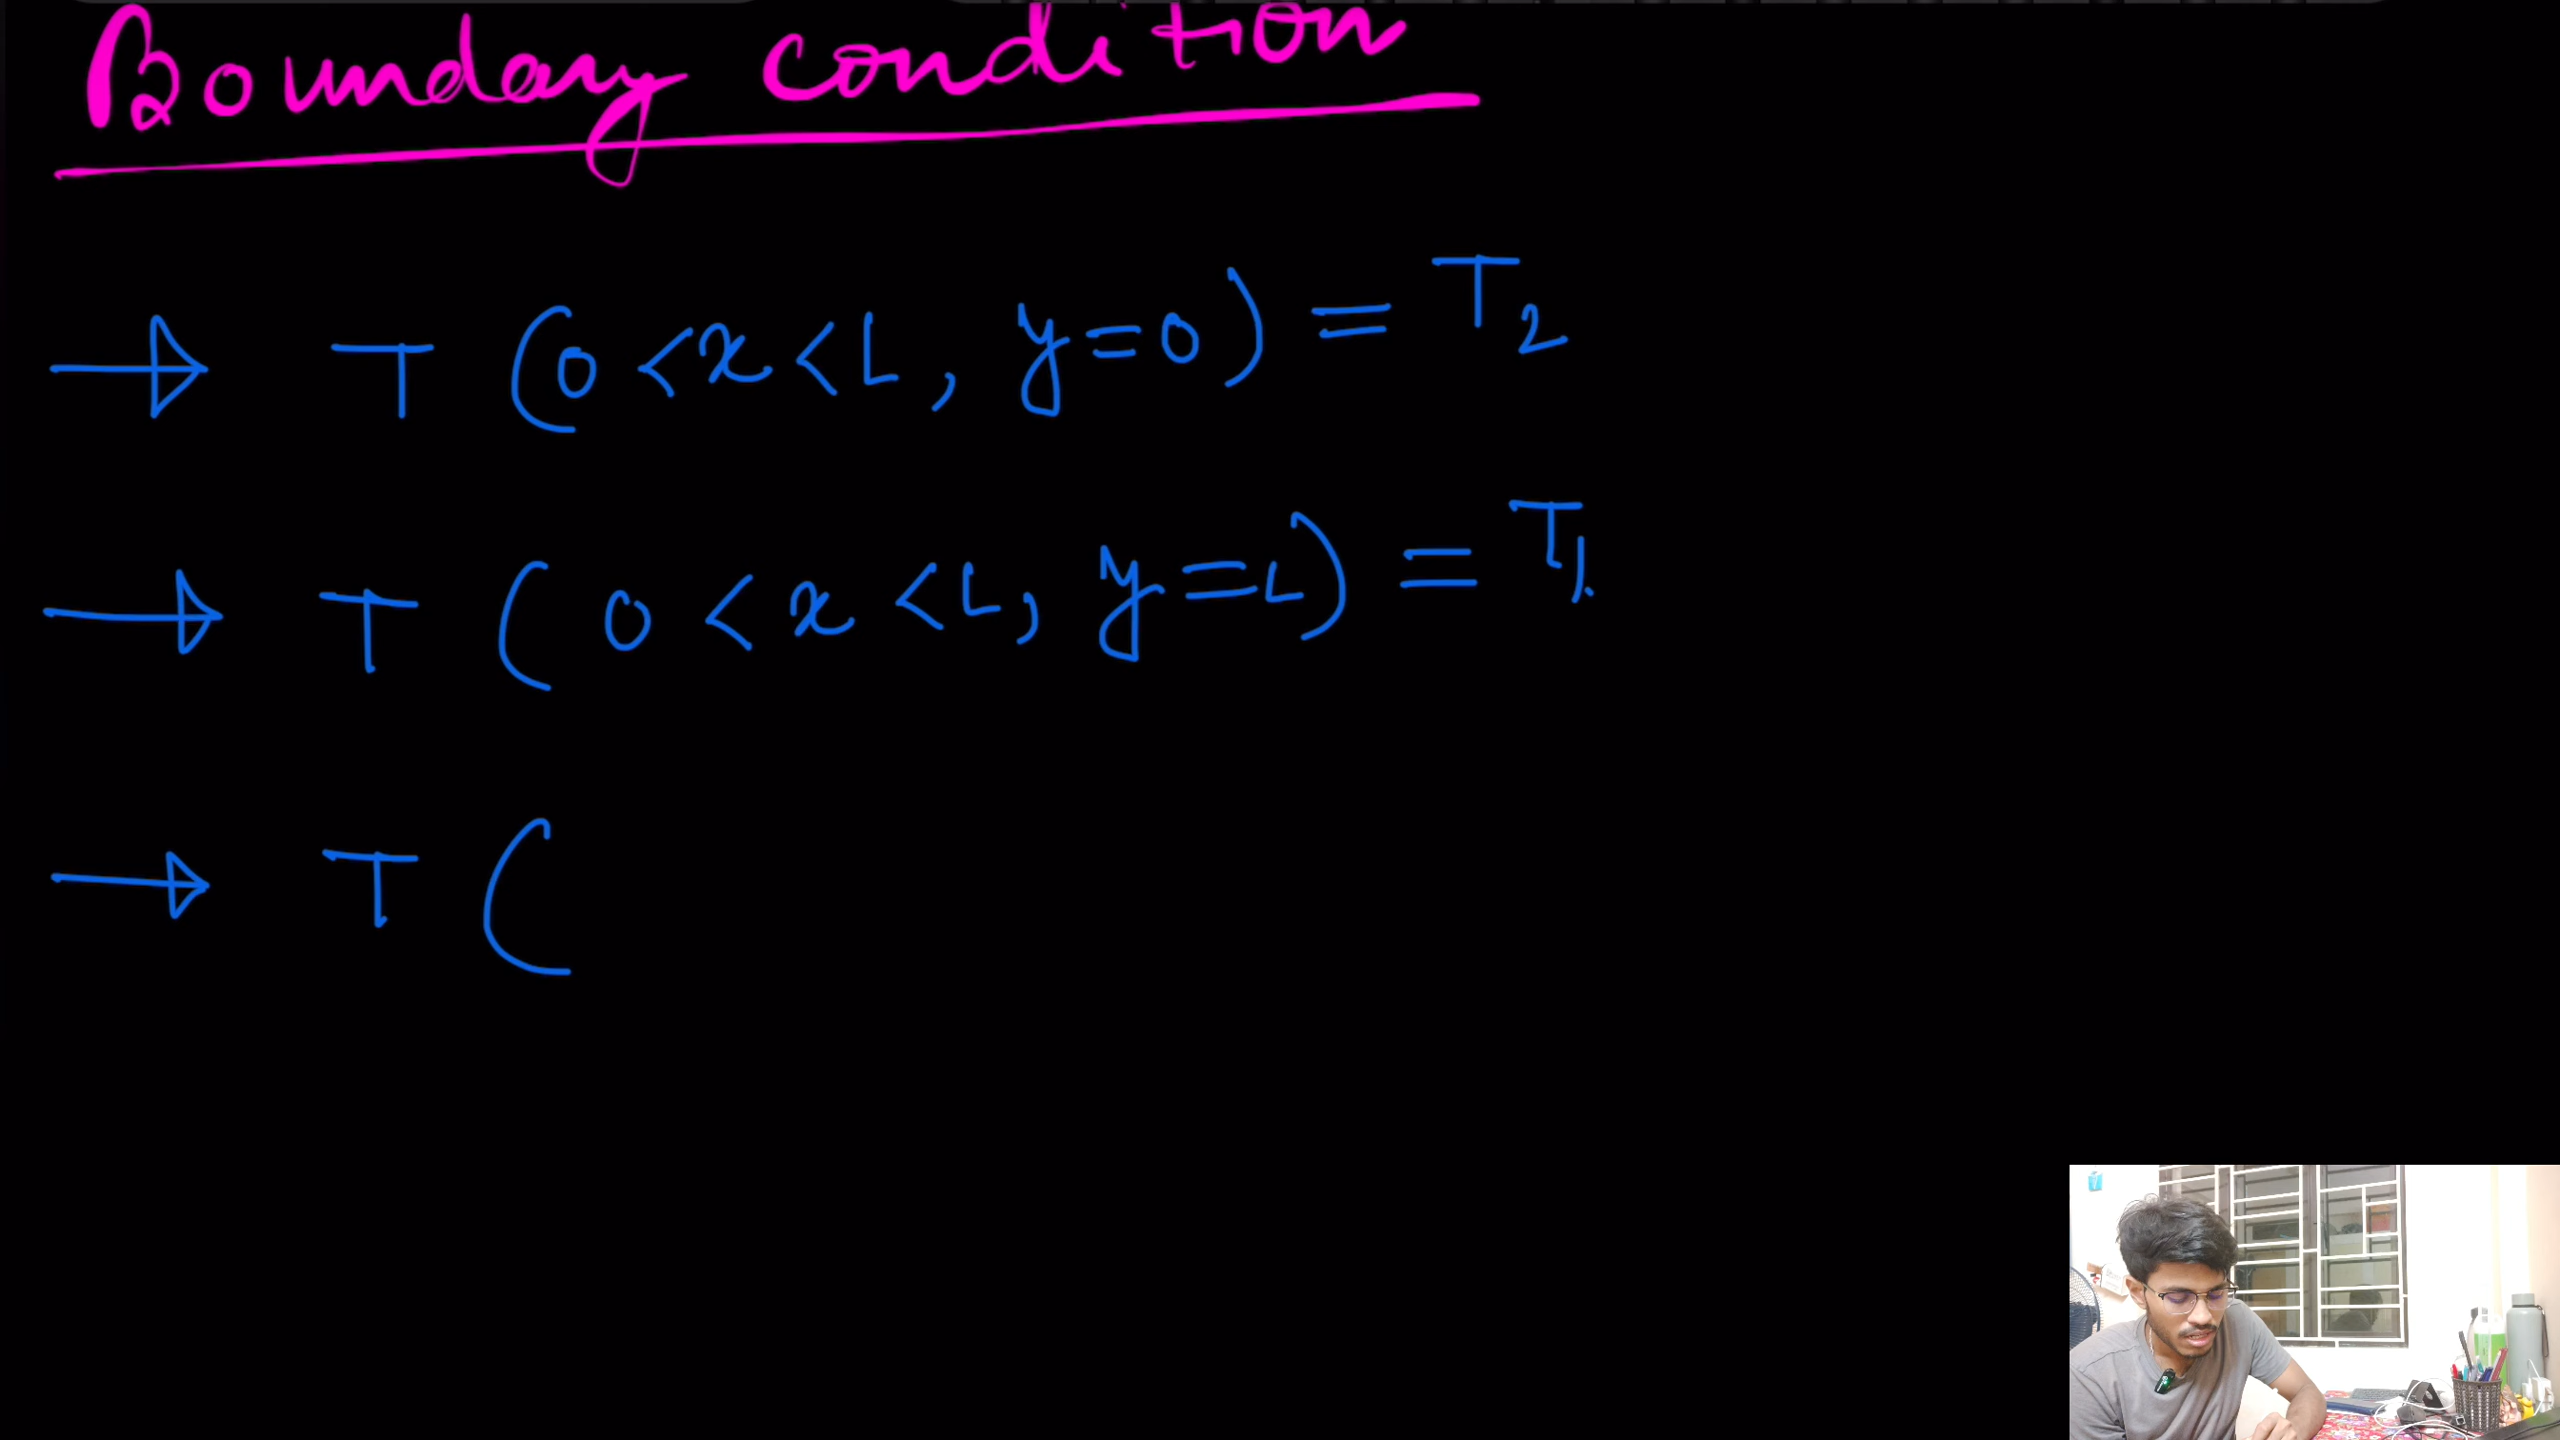 Boundary condition
→ T (0 < x < L, y = 0) = T₂
→ T (0 < x < L, y = L) = T₁.
→ T (